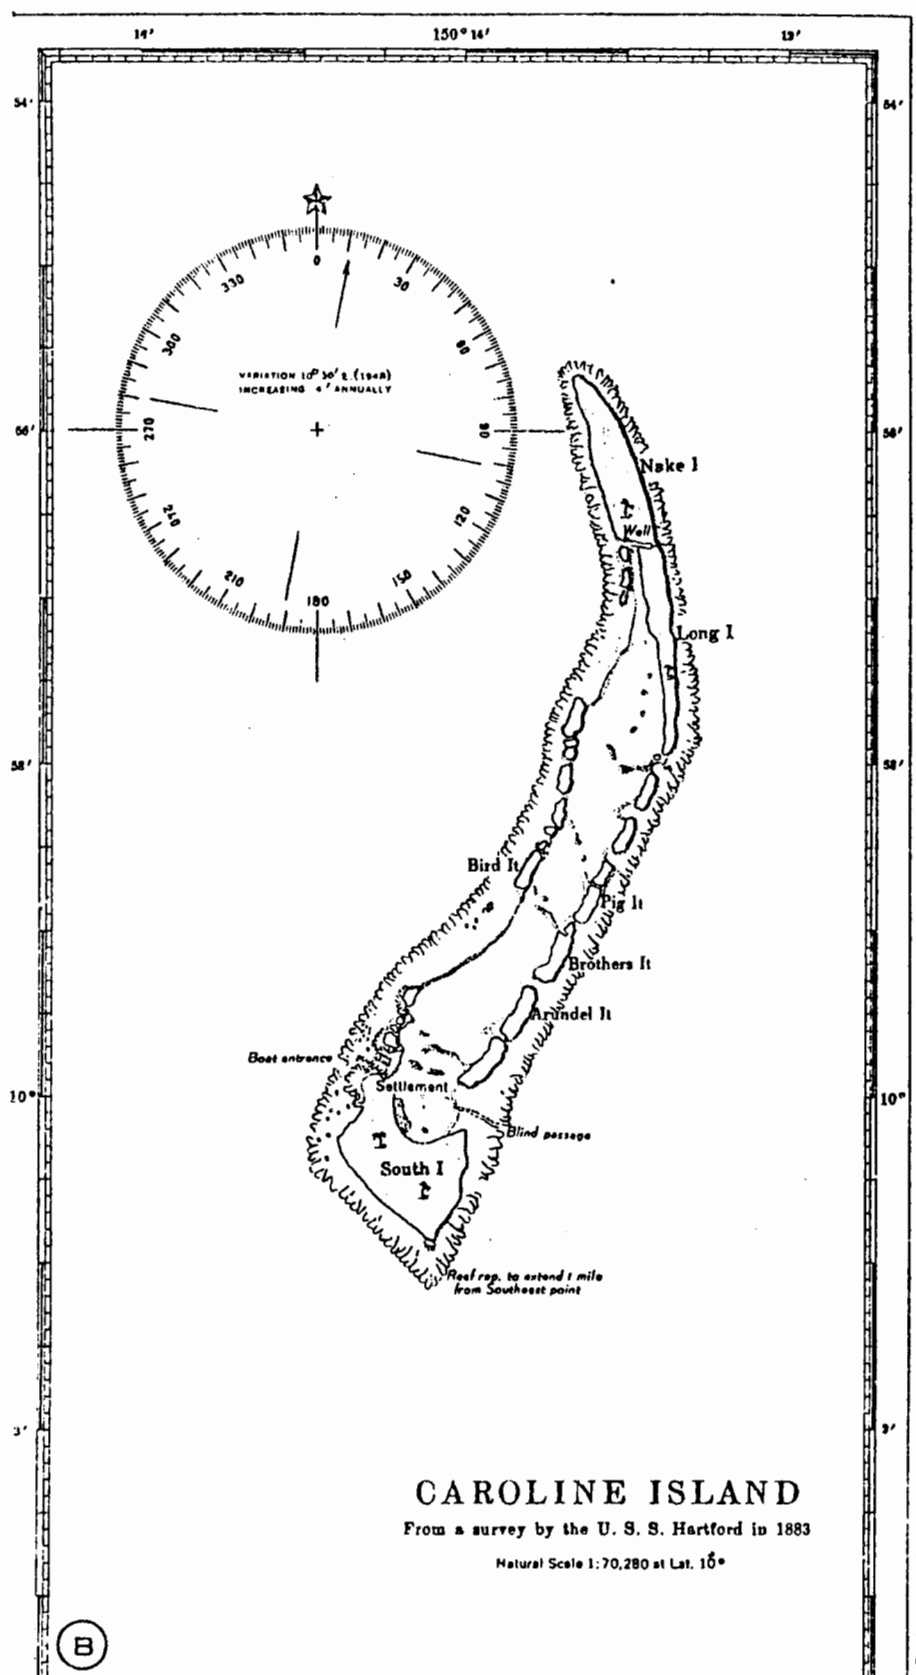 14'
150° 14'
13'
54'
54'
0
30
60
90
120
150
180
210
240
270
300
330
VARIATION 10° 30' E. (1948)
INCREASING 4' ANNUALLY
56'
56'
Nake I
Well
Long I
58'
58'
Bird It
Pig It
Brothers It
Arundel It
Boat entrance
Settlement
10°
10°
Blind passage
South I
Reef rep. to extend 1 mile
from Southeast point
CAROLINE ISLAND
From a survey by the U. S. S. Hartford in 1883
Natural Scale 1:70,280 at Lat. 10°
B